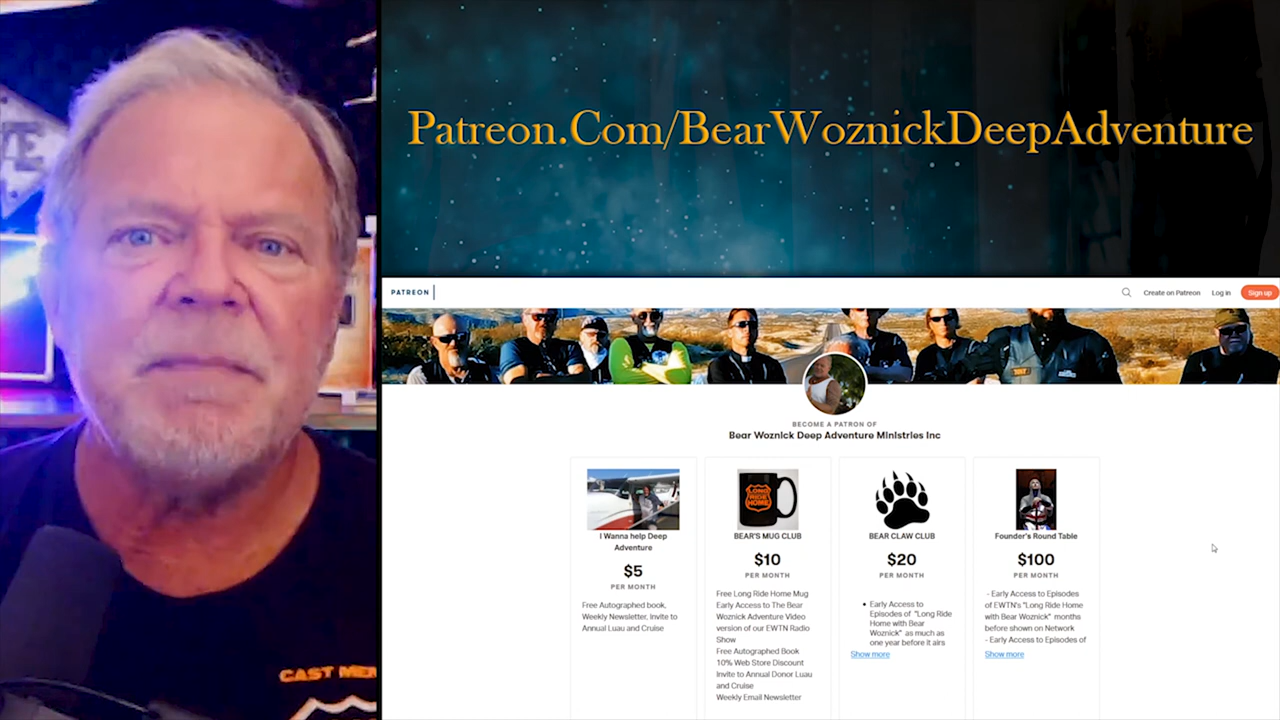 Patreon.Com/BearWoznickDeepAdventure
PATREON
Create on Patreon
Log in
Sign up
BECOME A PATRON OF
Bear Woznick Deep Adventure Ministries Inc
I Wanna help Deep
Adventure
$5
PER MONTH
Free Autographed book,
Weekly Newsletter, Invite to
Annual Luau and Cruise
LONG
RIDE
HOME
BEAR'S MUG CLUB
$10
PER MONTH
Free Long Ride Home Mug
Early Access to The Bear
Woznick Adventure Video
version of our EWTN Radio
Show
Free Autographed Book
10% Web Store Discount
Invite to Annual Donor Luau
and Cruise
Weekly Email Newsletter
BEAR CLAW CLUB
$20
PER MONTH
• Early Access to
Episodes of "Long Ride
Home with Bear
Woznick" as much as
one year before it airs
Show more
Founder's Round Table
$100
PER MONTH
- Early Access to Episodes
of EWTN's "Long Ride Home
with Bear Woznick" months
before shown on Network
- Early Access to Episodes of
Show more
CAST MEM